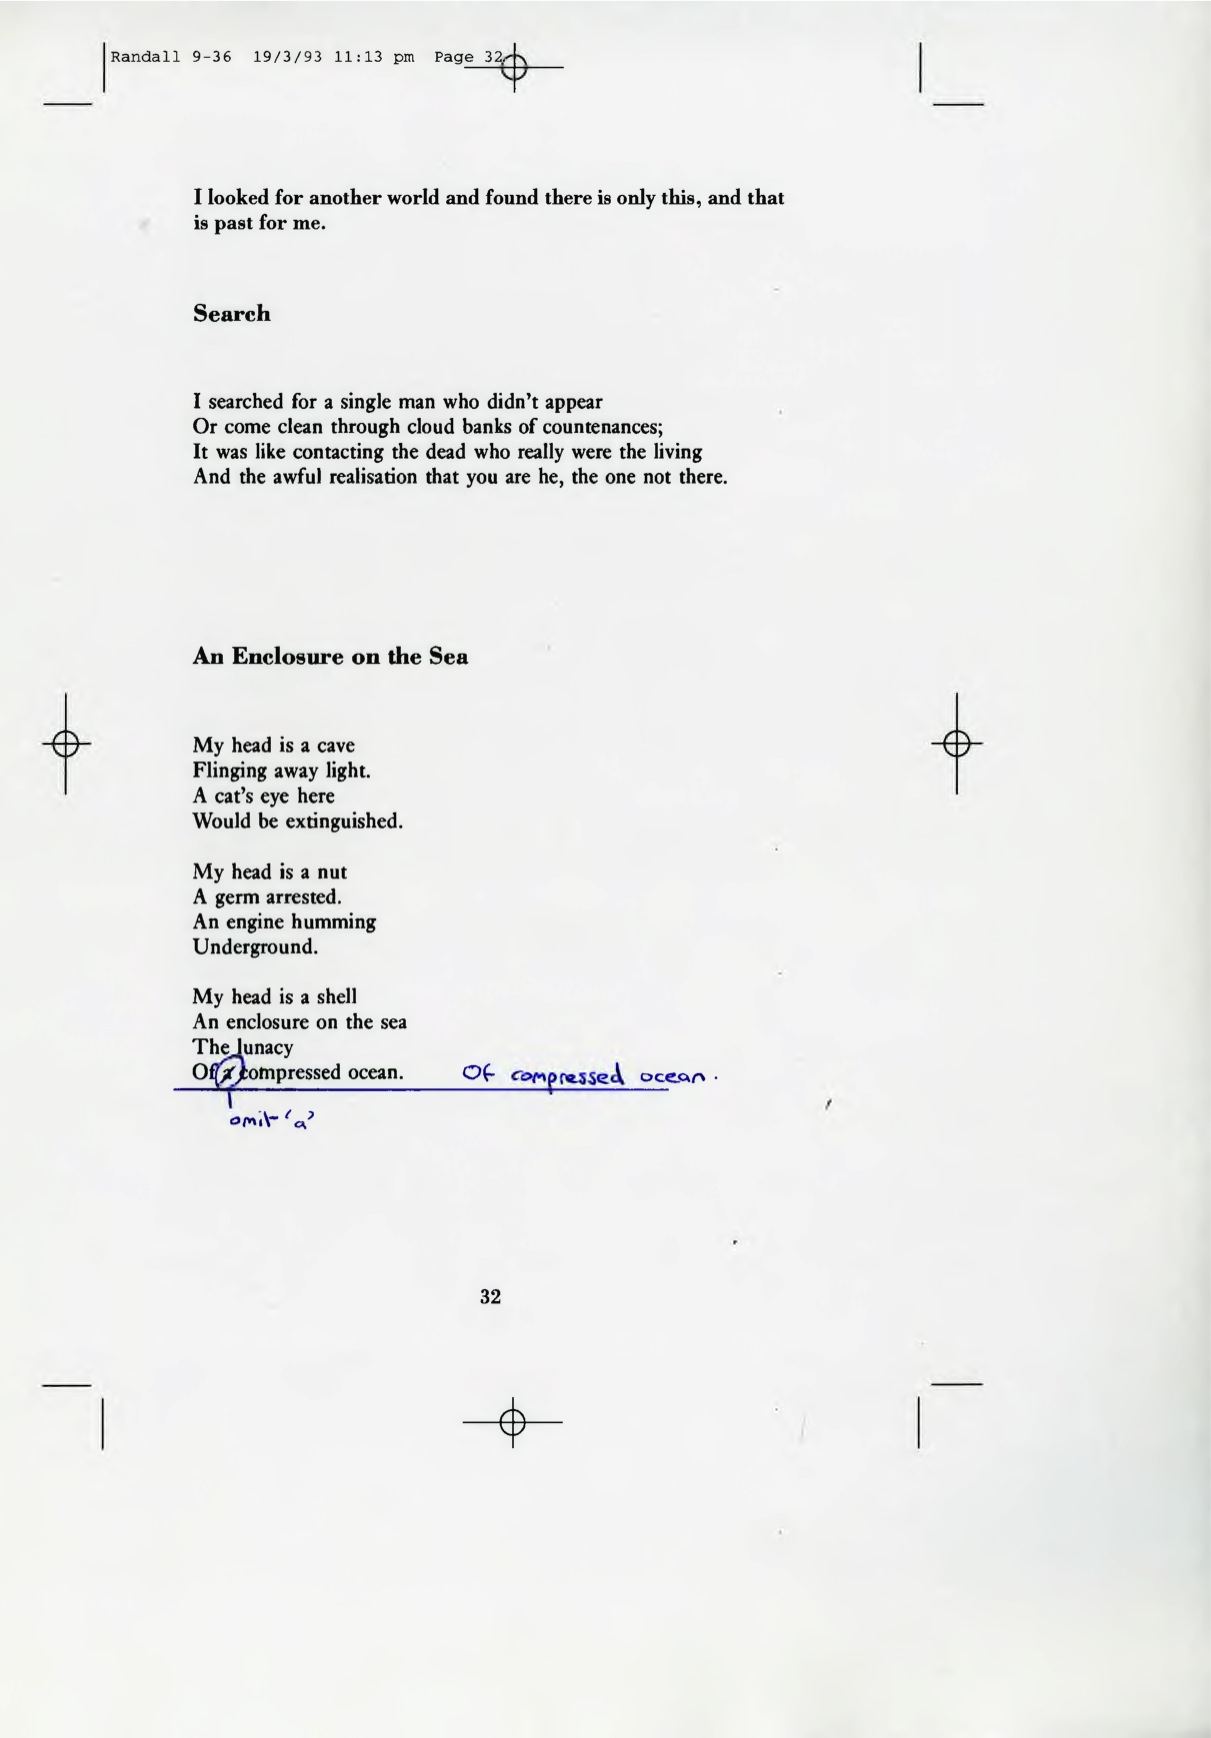 Randall 9-36 19/3/93 11:13 pm Page 32
I looked for another world and found there is only this, and that
is past for me.
Search
I searched for a single man who didn't appear
Or come clean through cloud banks of countenances;
It was like contacting the dead who really were the living
And the awful realisation that you are he, the one not there.
An Enclosure on the Sea
My head is a cave
Flinging away light.
A cat's eye here
Would be extinguished.
My head is a nut
A germ arrested.
An engine humming
Underground.
My head is a shell
An enclosure on the sea
The lunacy
Of a compressed ocean. Of compressed ocean.
omit 'a'
32